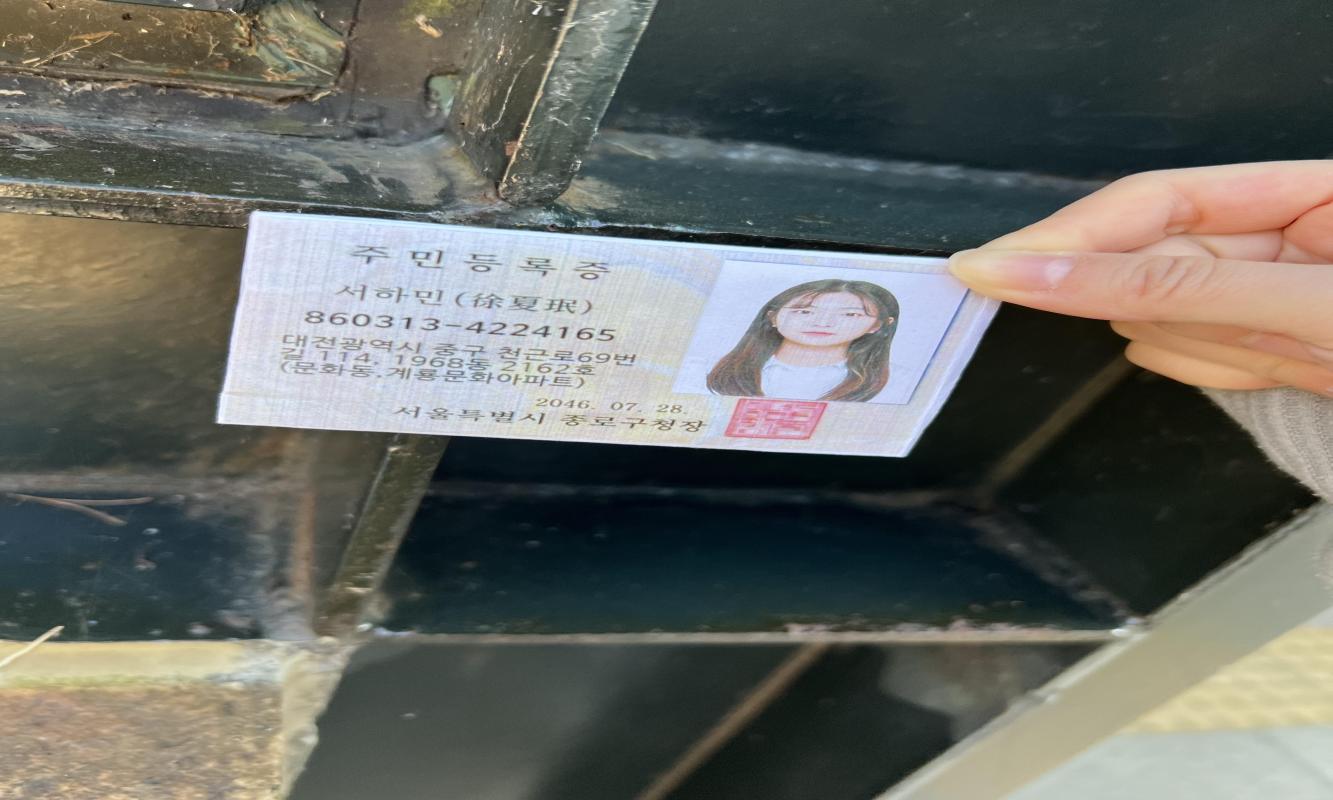 주민등록증
서하민(徐夏珉)
860313-4224165
대전광역시 중구 천근로69번
길 114, 1968동 2162호
(문화동.계룡문화아파트)
2046. 07. 28.
서울특별시 종로구청장